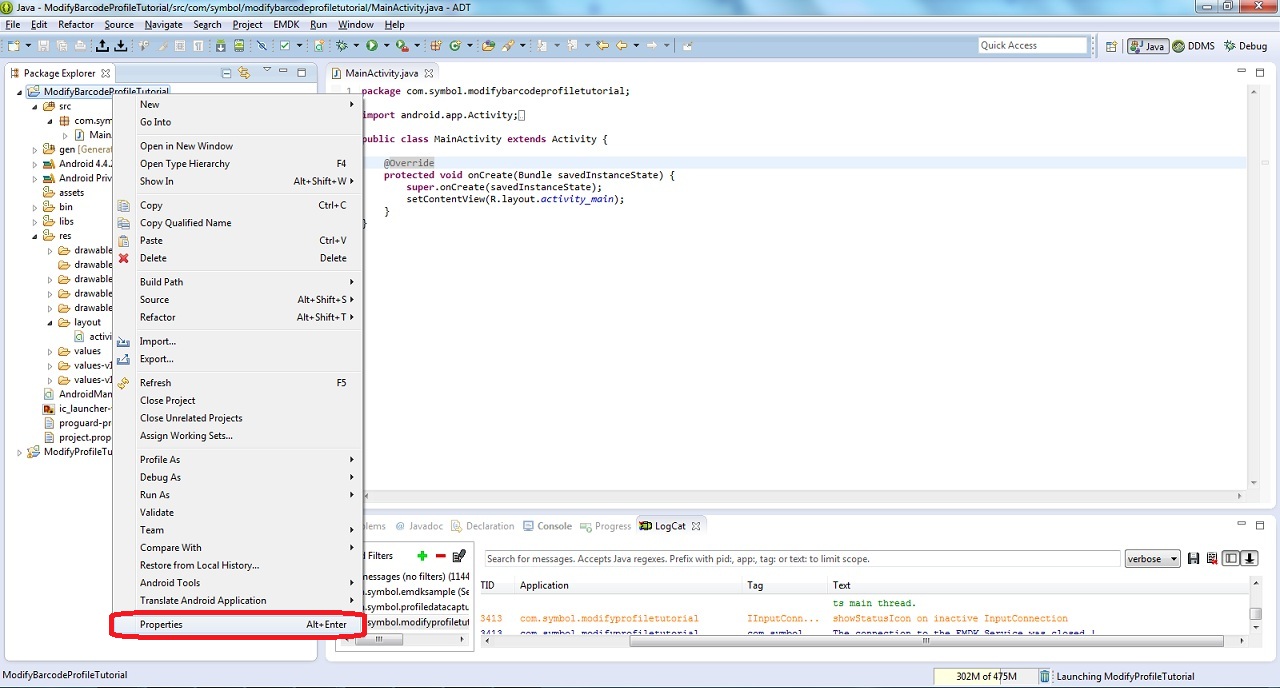 Java - ModifyBarcodeProfileTutorial/src/com/symbol/modifybarcodeprofiletutorial/MainActivity.java - ADT
File Edit Refactor Source Navigate Search Project EMDK Run Window Help
Quick Access Java DDMS Debug
Package Explorer
ModifyBarcodeProfileTutorial
src
com.sym
Main
gen [Genera
Android 4.4.2
Android Priv
assets
bin
libs
res
drawable
drawable
drawable
drawable
drawable
layout
activi
values
values-v1
values-v1
AndroidMan
ic_launcher-
proguard-pr
project.prop
ModifyProfileTu
New
Go Into
Open in New Window
Open Type Hierarchy F4
Show In Alt+Shift+W
Copy Ctrl+C
Copy Qualified Name
Paste Ctrl+V
Delete Delete
Build Path
Source Alt+Shift+S
Refactor Alt+Shift+T
Import...
Export...
Refresh F5
Close Project
Close Unrelated Projects
Assign Working Sets...
Profile As
Debug As
Run As
Validate
Team
Compare With
Restore from Local History...
Android Tools
Translate Android Application
Properties Alt+Enter
MainActivity.java
1 package com.symbol.modifybarcodeprofiletutorial;
import android.app.Activity;
public class MainActivity extends Activity {
@Override
protected void onCreate(Bundle savedInstanceState) {
super.onCreate(savedInstanceState);
setContentView(R.layout.activity_main);
}
}
lems @ Javadoc Declaration Console Progress LogCat
d Filters
messages (no filters) (1144
.symbol.emdksample (Se
.symbol.profiledatacaptu
.symbol.modifyprofiletut
Search for messages. Accepts Java regexes. Prefix with pid:, app:, tag: or text: to limit scope. verbose
TID Application Tag Text
ts main thread.
3413 com.symbol.modifyprofiletutorial IInputConn... showStatusIcon on inactive InputConnection
3413 com.symbol.modifyprofiletutorial com.symbol The connection to the EMDK Service was closed !
ModifyBarcodeProfileTutorial 302M of 475M Launching ModifyProfileTutorial